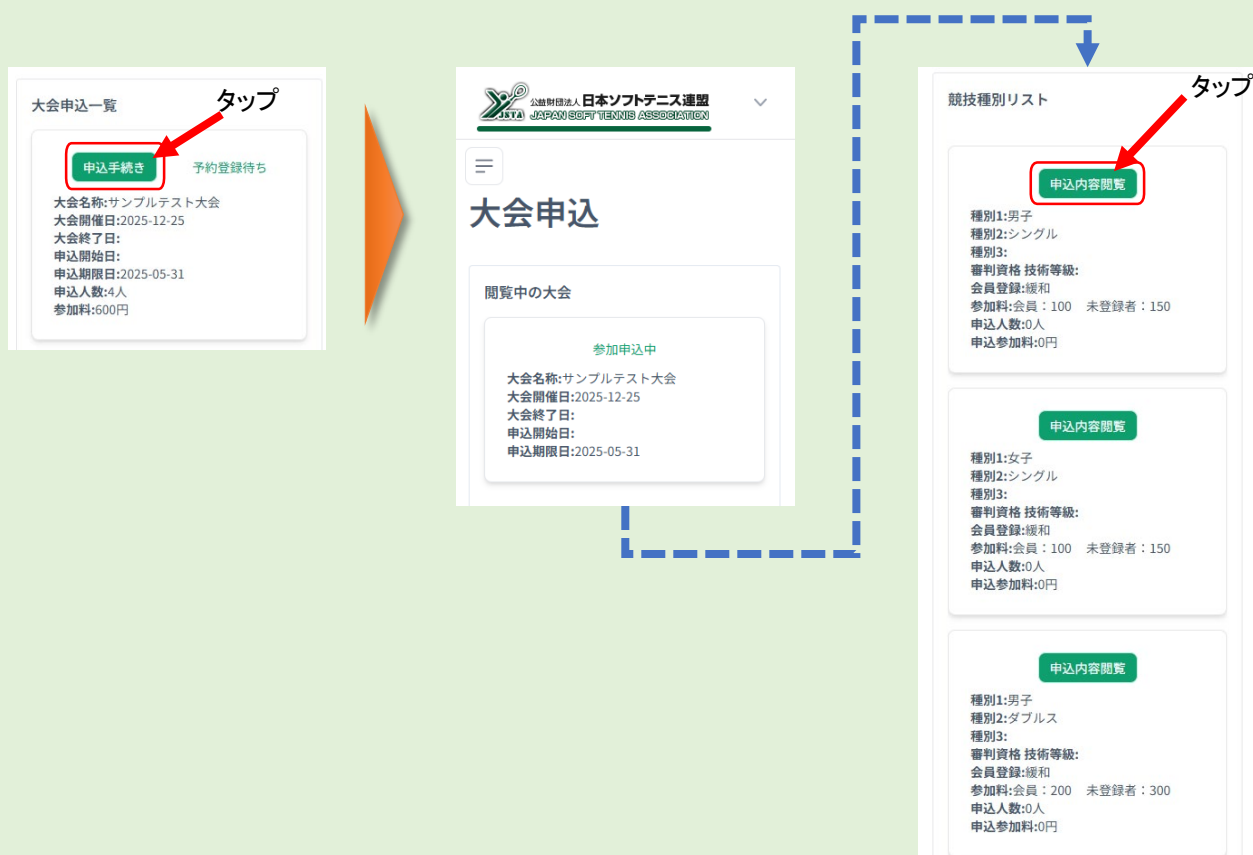 大会申込一覧
タップ
申込手続き
予約登録待ち
大会名称:サンプルテスト大会
大会開催日:2025-12-25
大会終了日:
申込開始日:
申込期限日:2025-05-31
申込人数:4人
参加料:600円
JSTA
公益財団法人 日本ソフトテニス連盟
JAPAN SOFT TENNIS ASSOCIATION
大会申込
閲覧中の大会
参加申込中
大会名称:サンプルテスト大会
大会開催日:2025-12-25
大会終了日:
申込開始日:
申込期限日:2025-05-31
競技種別リスト
タップ
申込内容閲覧
種別1:男子
種別2:シングル
種別3:
審判資格 技術等級:
会員登録:緩和
参加料:会員：100　未登録者：150
申込人数:0人
申込参加料:0円
申込内容閲覧
種別1:女子
種別2:シングル
種別3:
審判資格 技術等級:
会員登録:緩和
参加料:会員：100　未登録者：150
申込人数:0人
申込参加料:0円
申込内容閲覧
種別1:男子
種別2:ダブルス
種別3:
審判資格 技術等級:
会員登録:緩和
参加料:会員：200　未登録者：300
申込人数:0人
申込参加料:0円